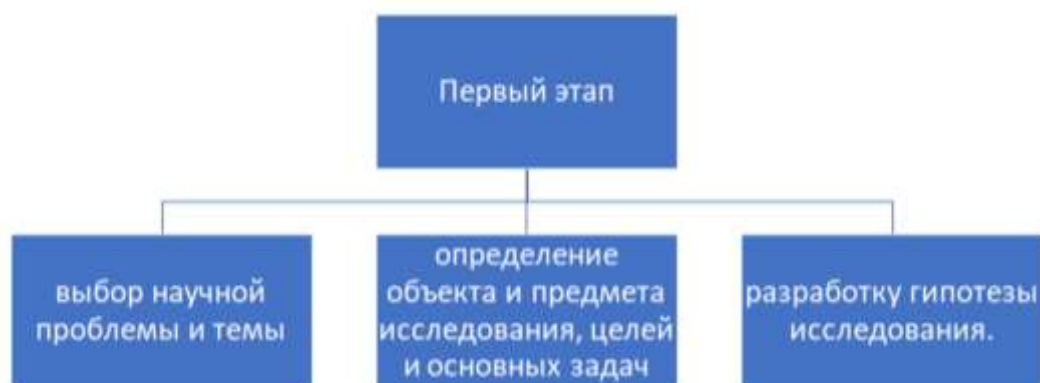 Первый этап
выбор научной
проблемы и темы
определение
объекта и предмета
исследования, целей
и основных задач
разработку гипотезы
исследования.